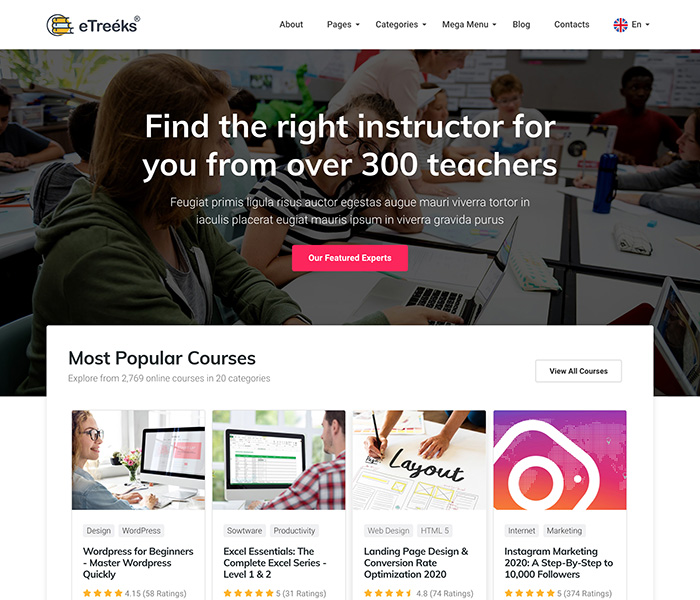 eTreéks®
About Pages Categories Mega Menu Blog Contacts En
Find the right instructor for
you from over 300 teachers
Feugiat primis ligula risus auctor egestas augue mauri viverra tortor in
iaculis placerat eugiat mauris ipsum in viverra gravida purus
Our Featured Experts
Most Popular Courses
Explore from 2,769 online courses in 20 categories
View All Courses
Layout
Design WordPress
Wordpress for Beginners
- Master Wordpress
Quickly
4.15 (58 Ratings)
Sowtware Productivity
Excel Essentials: The
Complete Excel Series -
Level 1 & 2
5 (31 Ratings)
Web Design HTML 5
Landing Page Design &
Conversion Rate
Optimization 2020
4.8 (74 Ratings)
Internet Marketing
Instagram Marketing
2020: A Step-By-Step to
10,000 Followers
5 (374 Ratings)